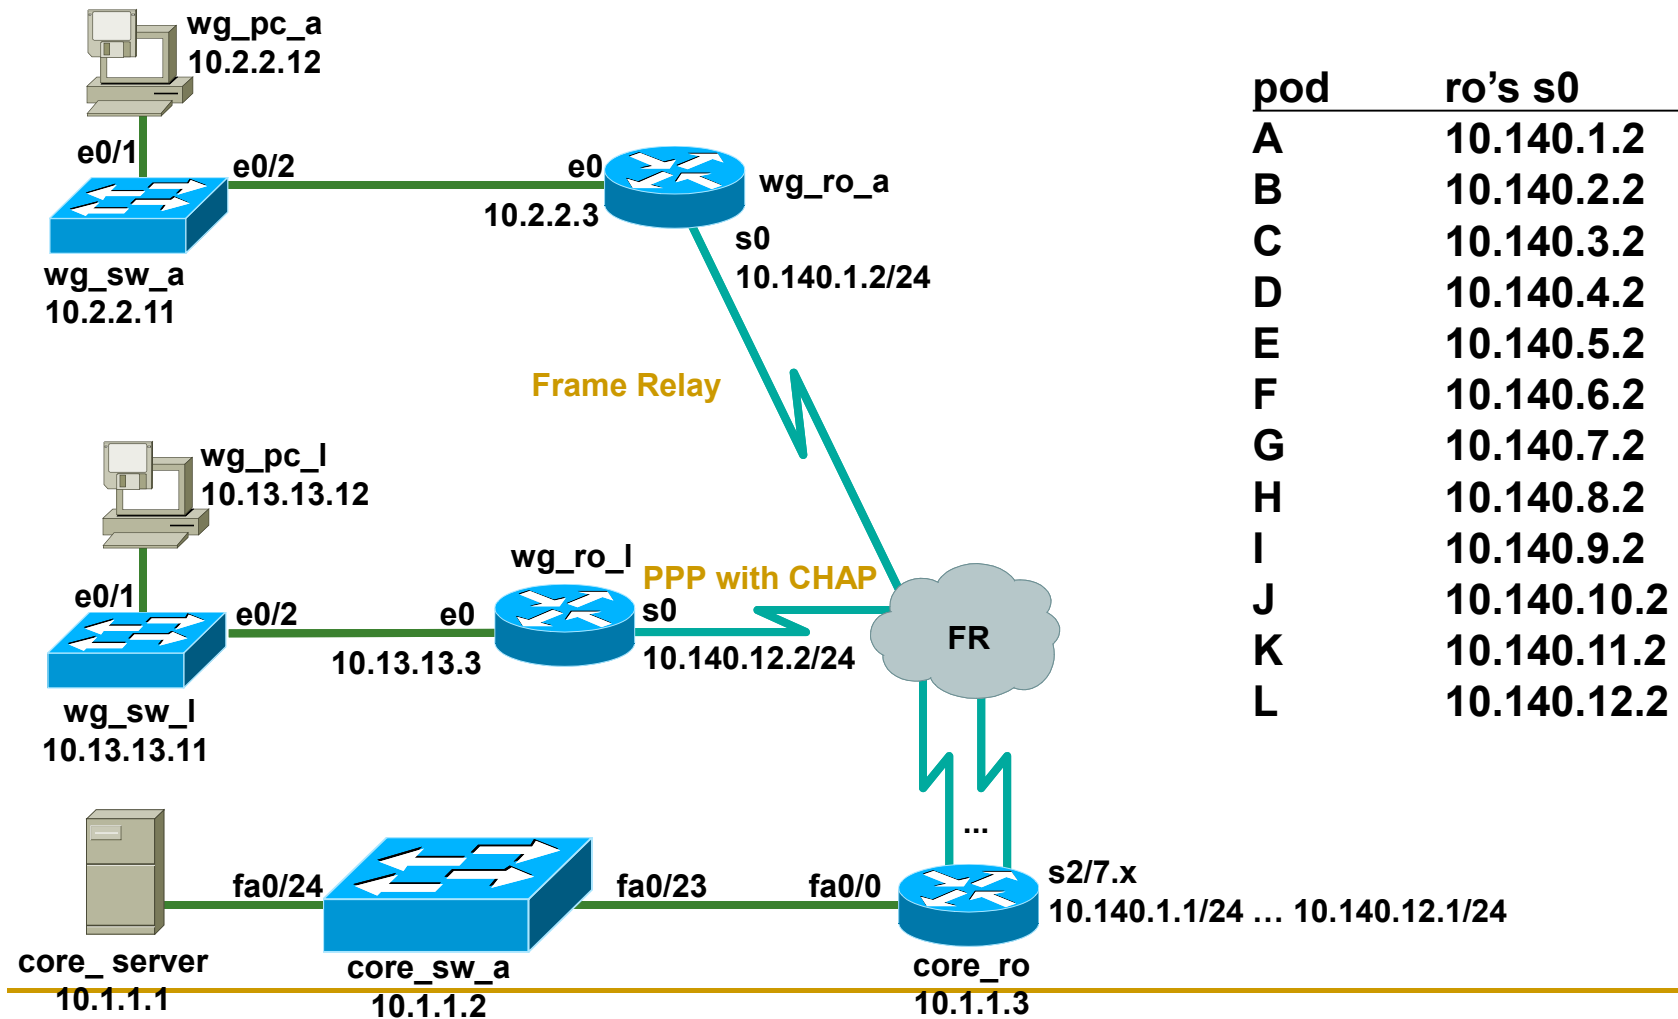 wg_pc_a
10.2.2.12
e0/1
e0/2
e0
wg_ro_a
10.2.2.3
s0
10.140.1.2/24
wg_sw_a
10.2.2.11
Frame Relay
wg_pc_l
10.13.13.12
wg_ro_l
PPP with CHAP
e0/1
e0/2
e0
s0
FR
10.13.13.3
10.140.12.2/24
wg_sw_l
10.13.13.11
...
fa0/24
fa0/23
fa0/0
s2/7.x
10.140.1.1/24 ... 10.140.12.1/24
core_ server
10.1.1.1
core_sw_a
10.1.1.2
core_ro
10.1.1.3
pod ro’s s0
A 10.140.1.2
B 10.140.2.2
C 10.140.3.2
D 10.140.4.2
E 10.140.5.2
F 10.140.6.2
G 10.140.7.2
H 10.140.8.2
I 10.140.9.2
J 10.140.10.2
K 10.140.11.2
L 10.140.12.2